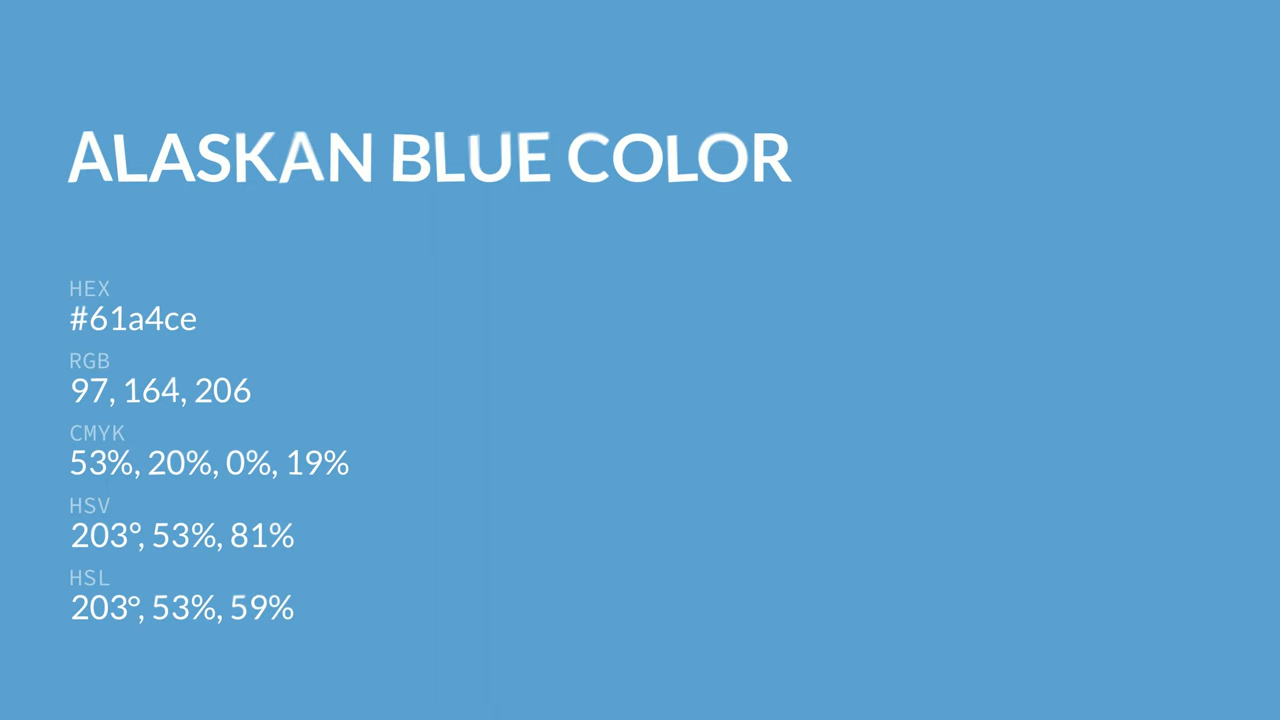 ALASKAN BLUE COLOR
HEX
#61a4ce
RGB
97, 164, 206
CMYK
53%, 20%, 0%, 19%
HSV
203°, 53%, 81%
HSL
203°, 53%, 59%